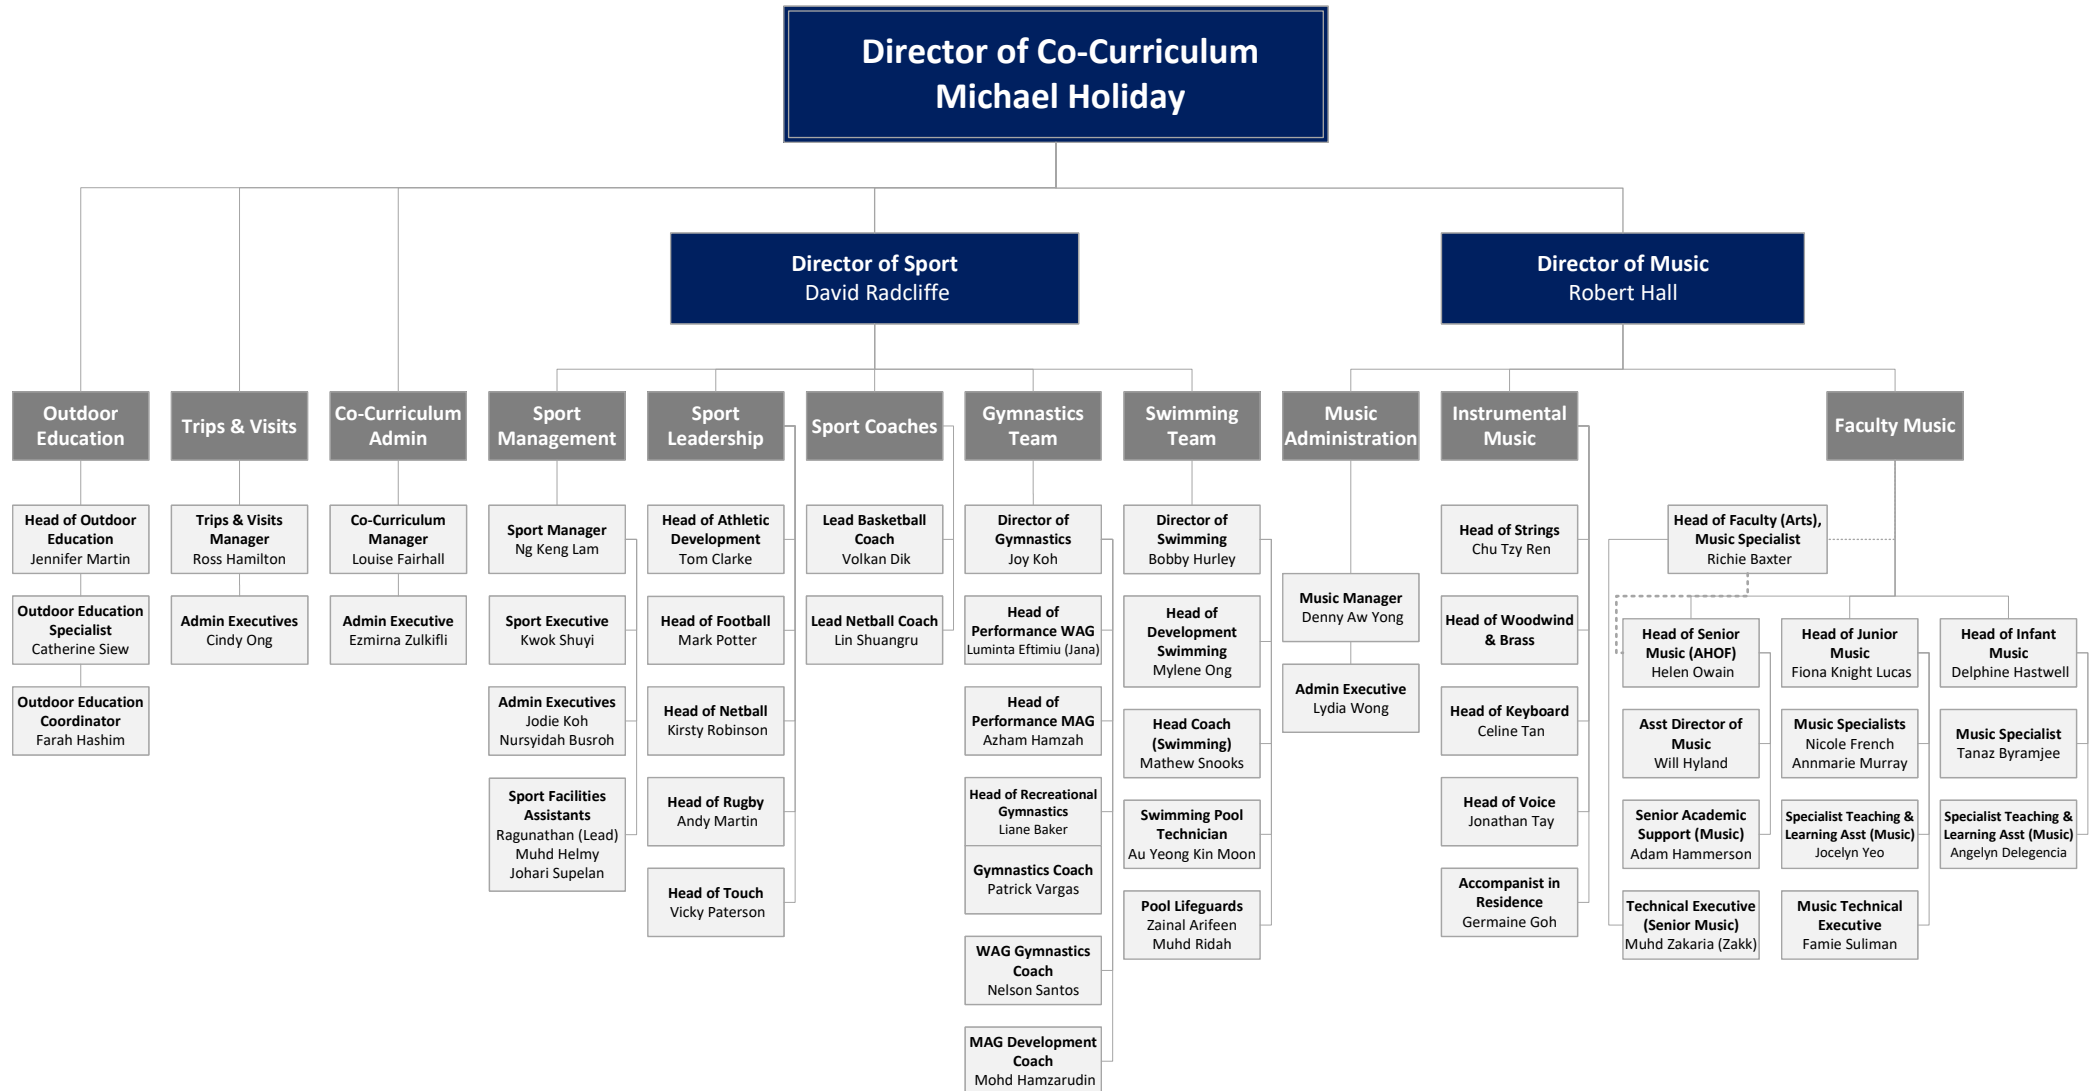 Director of Co-Curriculum
Michael Holiday
Director of Sport
David Radcliffe
Director of Music
Robert Hall
Outdoor
Education
Trips & Visits
Co-Curriculum
Admin
Sport
Management
Sport
Leadership
Sport Coaches
Gymnastics
Team
Swimming
Team
Music
Administration
Instrumental
Music
Faculty Music
Head of Outdoor
Education
Jennifer Martin
Outdoor Education
Specialist
Catherine Siew
Outdoor Education
Coordinator
Farah Hashim
Trips & Visits
Manager
Ross Hamilton
Admin Executives
Cindy Ong
Co-Curriculum
Manager
Louise Fairhall
Admin Executive
Ezmirna Zulkifli
Sport Manager
Ng Keng Lam
Sport Executive
Kwok Shuyi
Admin Executives
Jodie Koh
Nursyidah Busroh
Sport Facilities
Assistants
Ragunathan (Lead)
Muhd Helmy
Johari Supelan
Head of Athletic
Development
Tom Clarke
Head of Football
Mark Potter
Head of Netball
Kirsty Robinson
Head of Rugby
Andy Martin
Head of Touch
Vicky Paterson
Lead Basketball
Coach
Volkan Dik
Lead Netball Coach
Lin Shuangru
Director of
Gymnastics
Joy Koh
Head of
Performance WAG
Luminta Eftimiu (Jana)
Head of
Performance MAG
Azham Hamzah
Head of Recreational
Gymnastics
Liane Baker
Gymnastics Coach
Patrick Vargas
WAG Gymnastics
Coach
Nelson Santos
MAG Development
Coach
Mohd Hamzarudin
Director of
Swimming
Bobby Hurley
Head of
Development
Swimming
Mylene Ong
Head Coach
(Swimming)
Mathew Snooks
Swimming Pool
Technician
Au Yeong Kin Moon
Pool Lifeguards
Zainal Arifeen
Muhd Ridah
Music Manager
Denny Aw Yong
Admin Executive
Lydia Wong
Head of Strings
Chu Tzy Ren
Head of Woodwind
& Brass
Head of Keyboard
Celine Tan
Head of Voice
Jonathan Tay
Accompanist in
Residence
Germaine Goh
Head of Faculty (Arts),
Music Specialist
Richie Baxter
Head of Senior
Music (AHOF)
Helen Owain
Asst Director of
Music
Will Hyland
Senior Academic
Support (Music)
Adam Hammerson
Technical Executive
(Senior Music)
Muhd Zakaria (Zakk)
Head of Junior
Music
Fiona Knight Lucas
Music Specialists
Nicole French
Annmarie Murray
Specialist Teaching &
Learning Asst (Music)
Jocelyn Yeo
Music Technical
Executive
Famie Suliman
Head of Infant
Music
Delphine Hastwell
Music Specialist
Tanaz Byramjee
Specialist Teaching &
Learning Asst (Music)
Angelyn Delegencia